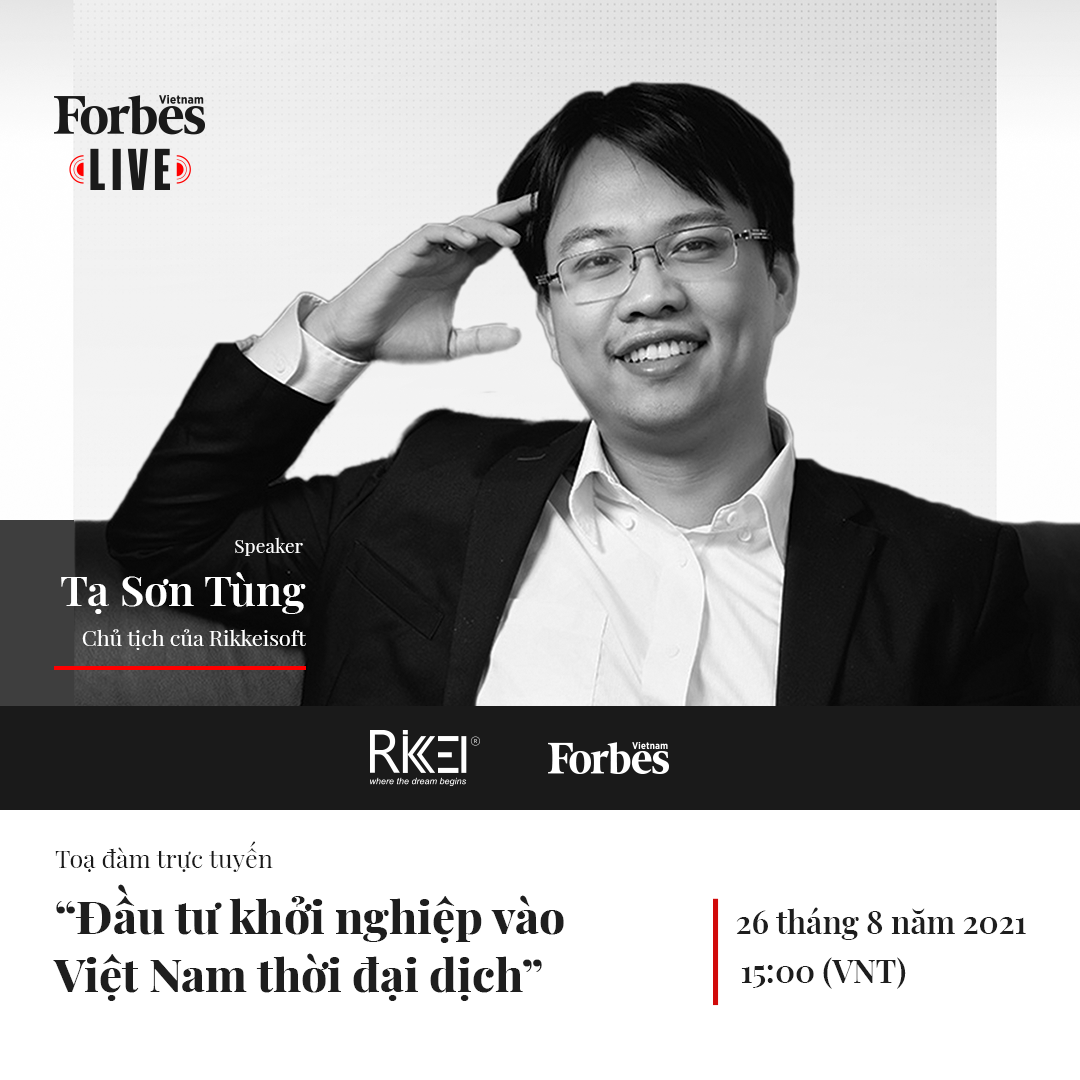 Forbes Vietnam
LIVE
Speaker
Tạ Sơn Tùng
Chủ tịch của Rikkeisoft
RIKKEI®
where the dream begins
Forbes Vietnam
Toạ đàm trực tuyến
“Đầu tư khởi nghiệp vào
Việt Nam thời đại dịch”
26 tháng 8 năm 2021
15:00 (VNT)